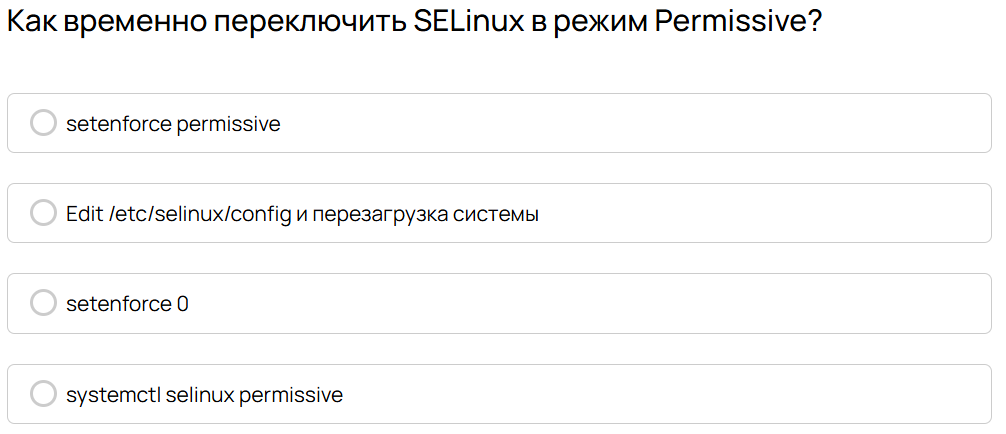 Как временно переключить SELinux в режим Permissive?
setenforce permissive
Edit /etc/selinux/config и перезагрузка системы
setenforce 0
systemctl selinux permissive